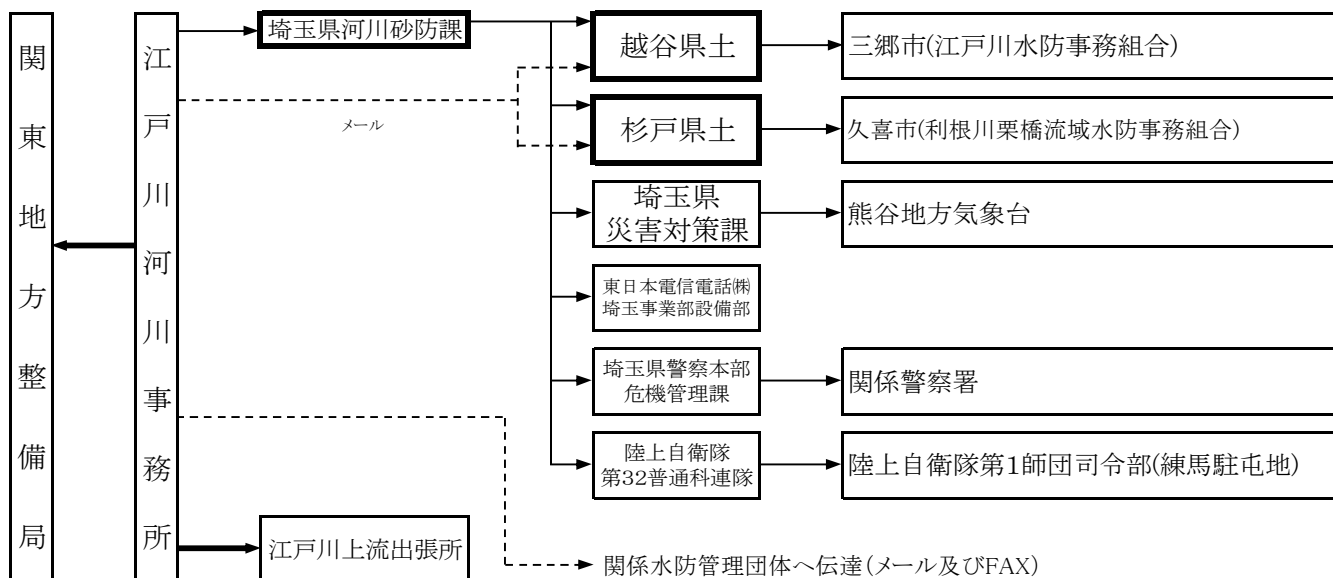 関東地方整備局
江戸川河川事務所
埼玉県河川砂防課
メール
越谷県土
三郷市(江戸川水防事務組合)
杉戸県土
久喜市(利根川栗橋流域水防事務組合)
埼玉県
災害対策課
熊谷地方気象台
東日本電信電話㈱
埼玉事業部設備部
埼玉県警察本部
危機管理課
関係警察署
陸上自衛隊
第32普通科連隊
陸上自衛隊第1師団司令部(練馬駐屯地)
江戸川上流出張所
関係水防管理団体へ伝達(メール及びFAX)